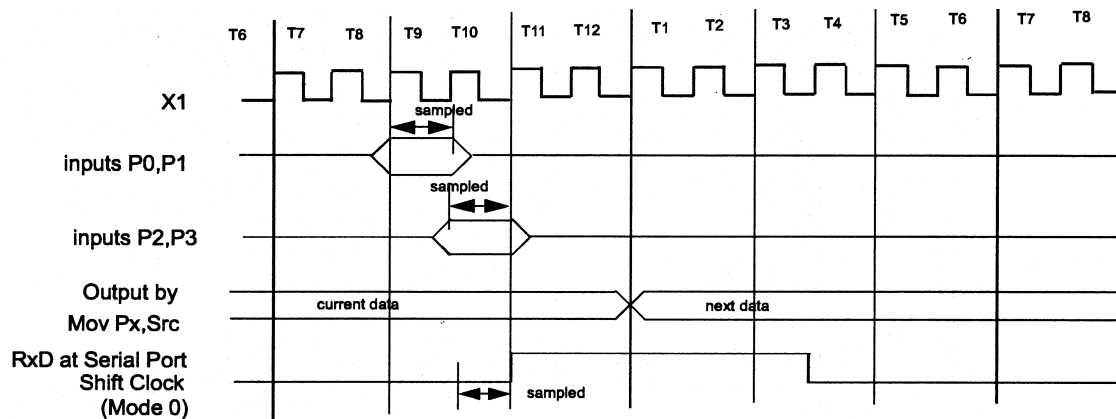 T6 T7 T8 T9 T10 T11 T12 T1 T2 T3 T4 T5 T6 T7 T8
X1
sampled
inputs P0,P1
sampled
inputs P2,P3
Output by
current data next data
Mov Px,Src
RxD at Serial Port
Shift Clock sampled
(Mode 0)